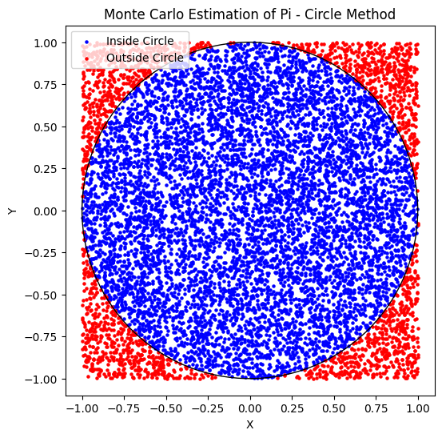 Monte Carlo Estimation of Pi - Circle Method
Inside Circle
Outside Circle
1.00
0.75
0.50
0.25
0.00
−0.25
−0.50
−0.75
−1.00
Y
−1.00 −0.75 −0.50 −0.25 0.00 0.25 0.50 0.75 1.00
X